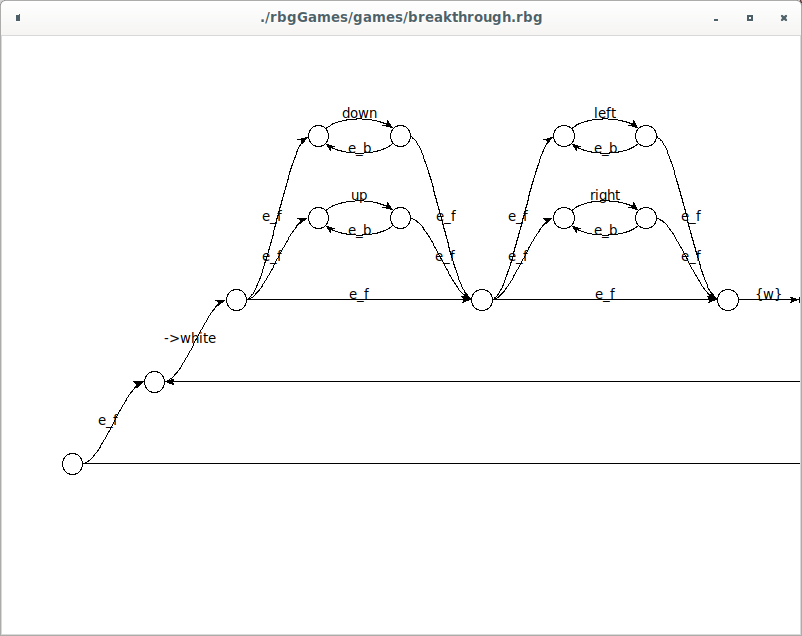 ./rbgGames/games/breakthrough.rbg
down
left
e_b
e_b
up
right
e_f
e_f
e_f
e_f
e_b
e_b
e_f
e_f
e_f
e_f
e_f
e_f
{w}
->white
e_f